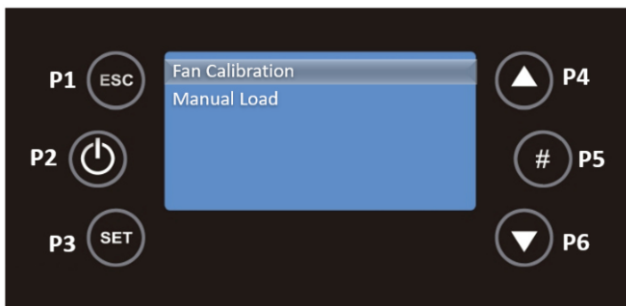 P1 ESC
Fan Calibration
Manual Load
P4
P2
# P5
P3 SET
P6